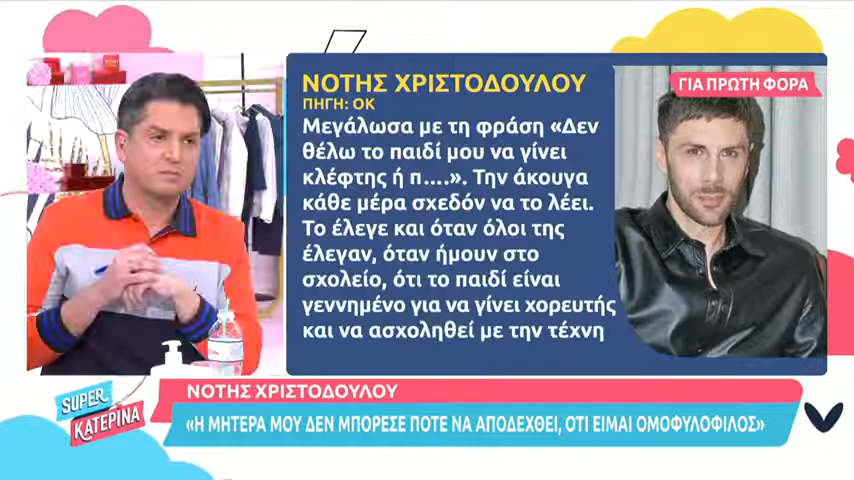 ΝΟΤΗΣ ΧΡΙΣΤΟΔΟΥΛΟΥ
ΓΙΑ ΠΡΩΤΗ ΦΟΡΑ
ΠΗΓΗ: ΟΚ
Μεγάλωσα με τη φράση «Δεν
θέλω το παιδί μου να γίνει
κλέφτης ή π....». Την άκουγα
κάθε μέρα σχεδόν να το λέει.
Το έλεγε και όταν όλοι της
έλεγαν, όταν ήμουν στο
σχολείο, ότι το παιδί είναι
γεννημένο για να γίνει χορευτής
και να ασχοληθεί με την τέχνη
SUPER
ΚΑΤΕΡΙΝΑ
ΝΟΤΗΣ ΧΡΙΣΤΟΔΟΥΛΟΥ
«Η ΜΗΤΕΡΑ ΜΟΥ ΔΕΝ ΜΠΟΡΕΣΕ ΠΟΤΕ ΝΑ ΑΠΟΔΕΧΘΕΙ, ΟΤΙ ΕΙΜΑΙ ΟΜΟΦΥΛΟΦΙΛΟΣ»